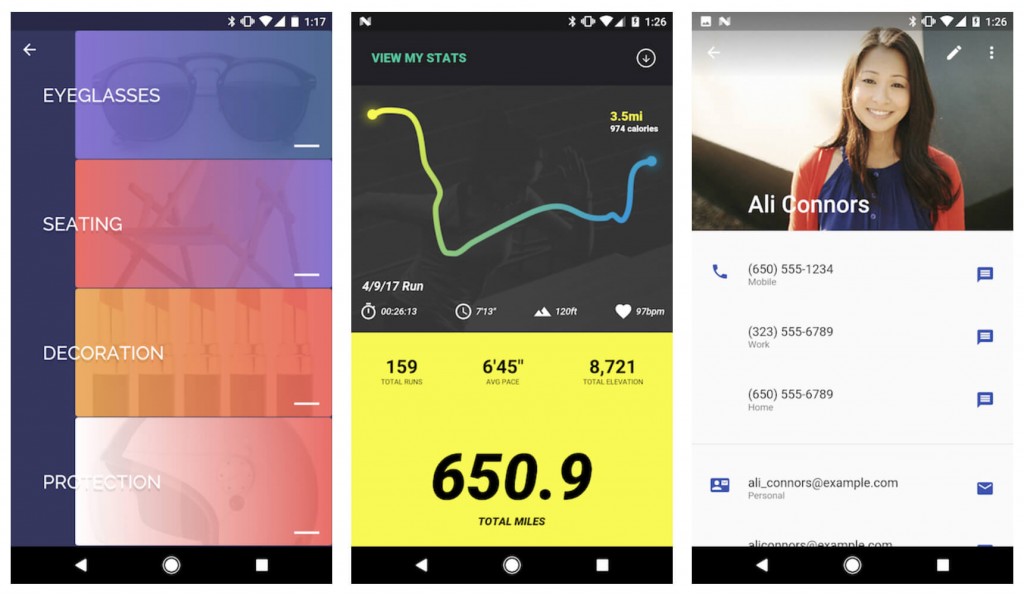 1:17
EYEGLASSES
SEATING
DECORATION
PROTECTION
1:26
VIEW MY STATS
3.5mi
974 calories
4/9/17 Run
00:26:13 7'13" 120ft 97bpm
159 6'45" 8,721
TOTAL RUNS AVG PACE TOTAL ELEVATION
650.9
TOTAL MILES
1:26
Ali Connors
(650) 555-1234
Mobile
(323) 555-6789
Work
(650) 555-6789
Home
ali_connors@example.com
Personal
aliconnors@example.com